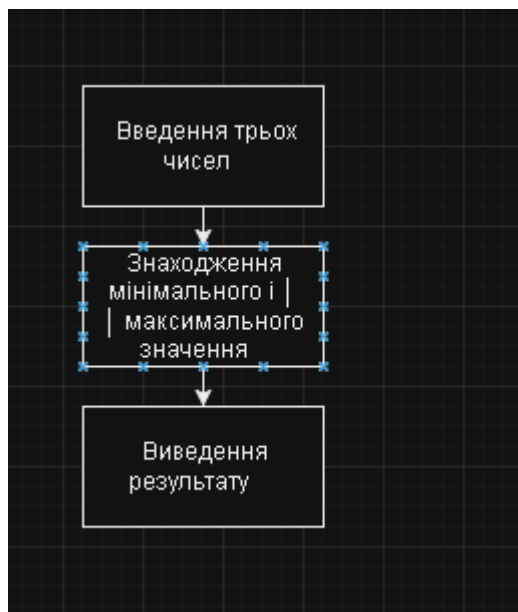 Введення трьох
чисел
Знаходження
мінімального і |
| максимального
значення
Виведення
результату